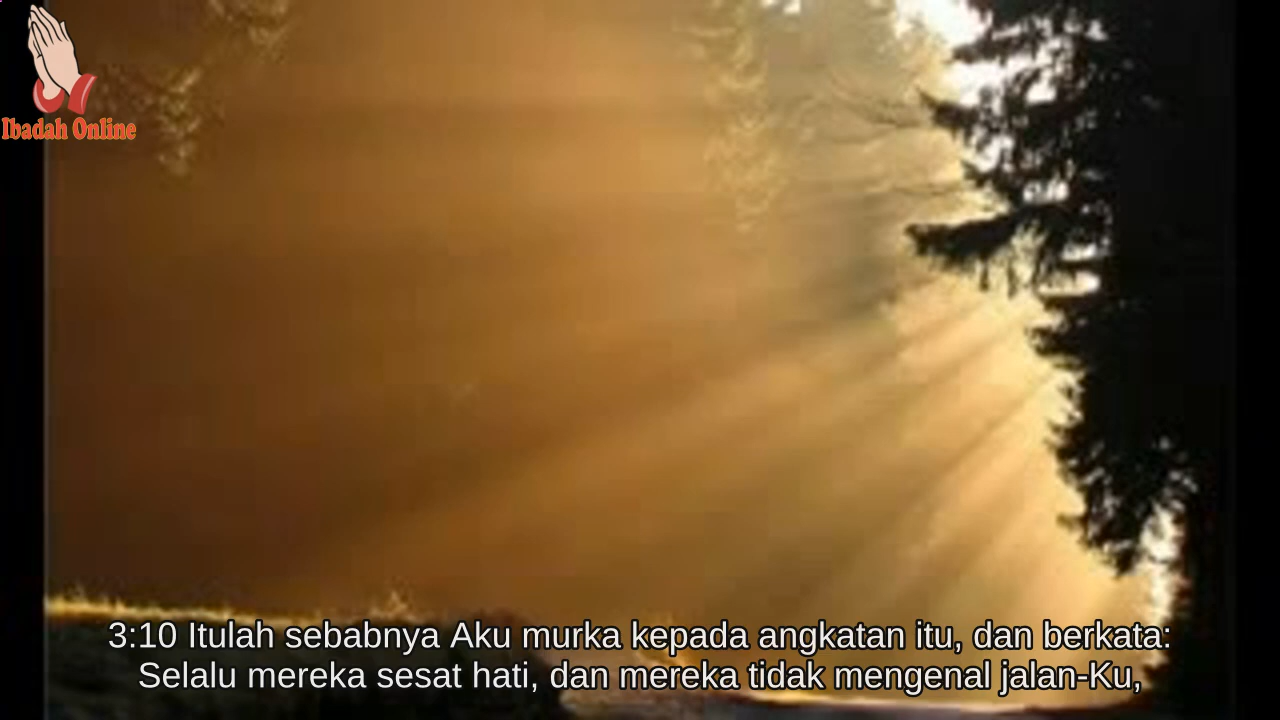 Ibadah Online
3:10 Itulah sebabnya Aku murka kepada angkatan itu, dan berkata:
Selalu mereka sesat hati, dan mereka tidak mengenal jalan-Ku,